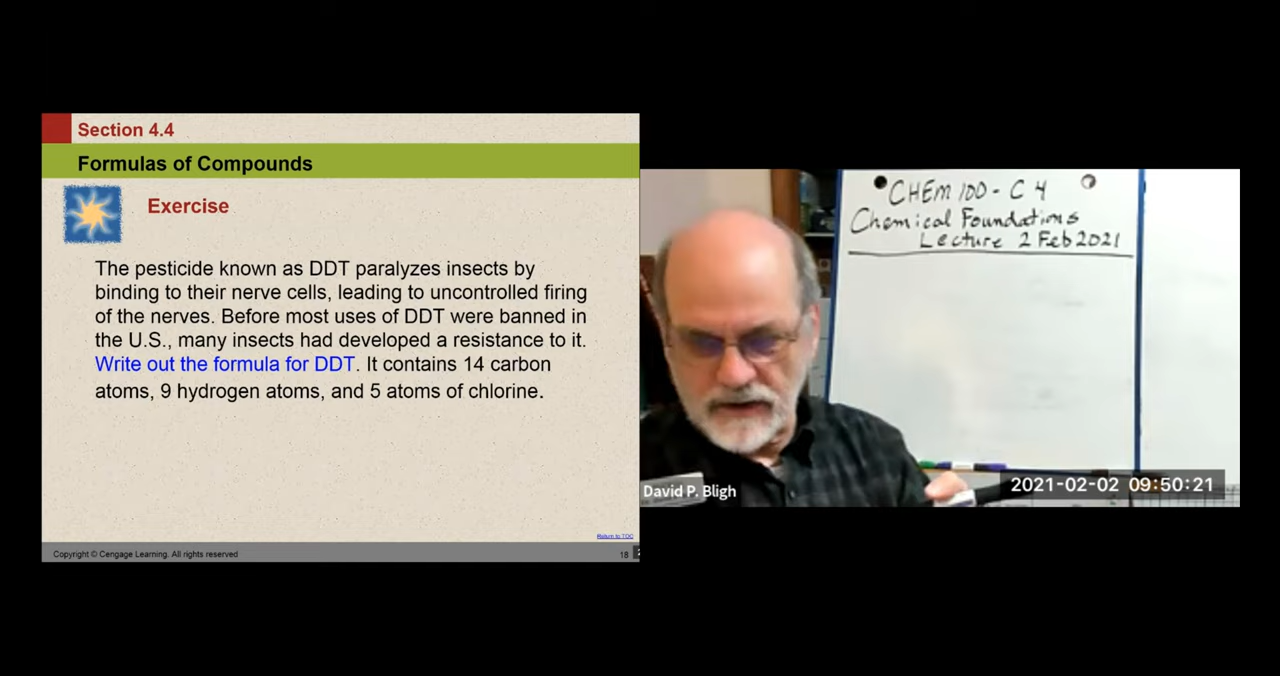 Section 4.4
Formulas of Compounds
Exercise
The pesticide known as DDT paralyzes insects by
binding to their nerve cells, leading to uncontrolled firing
of the nerves. Before most uses of DDT were banned in
the U.S., many insects had developed a resistance to it.
Write out the formula for DDT. It contains 14 carbon
atoms, 9 hydrogen atoms, and 5 atoms of chlorine.
Return to TOC
Copyright © Cengage Learning. All rights reserved
18
CHEM 100 - C 4
Chemical Foundations
Lecture 2 Feb 2021
David P. Bligh
2021-02-02 09:50:21